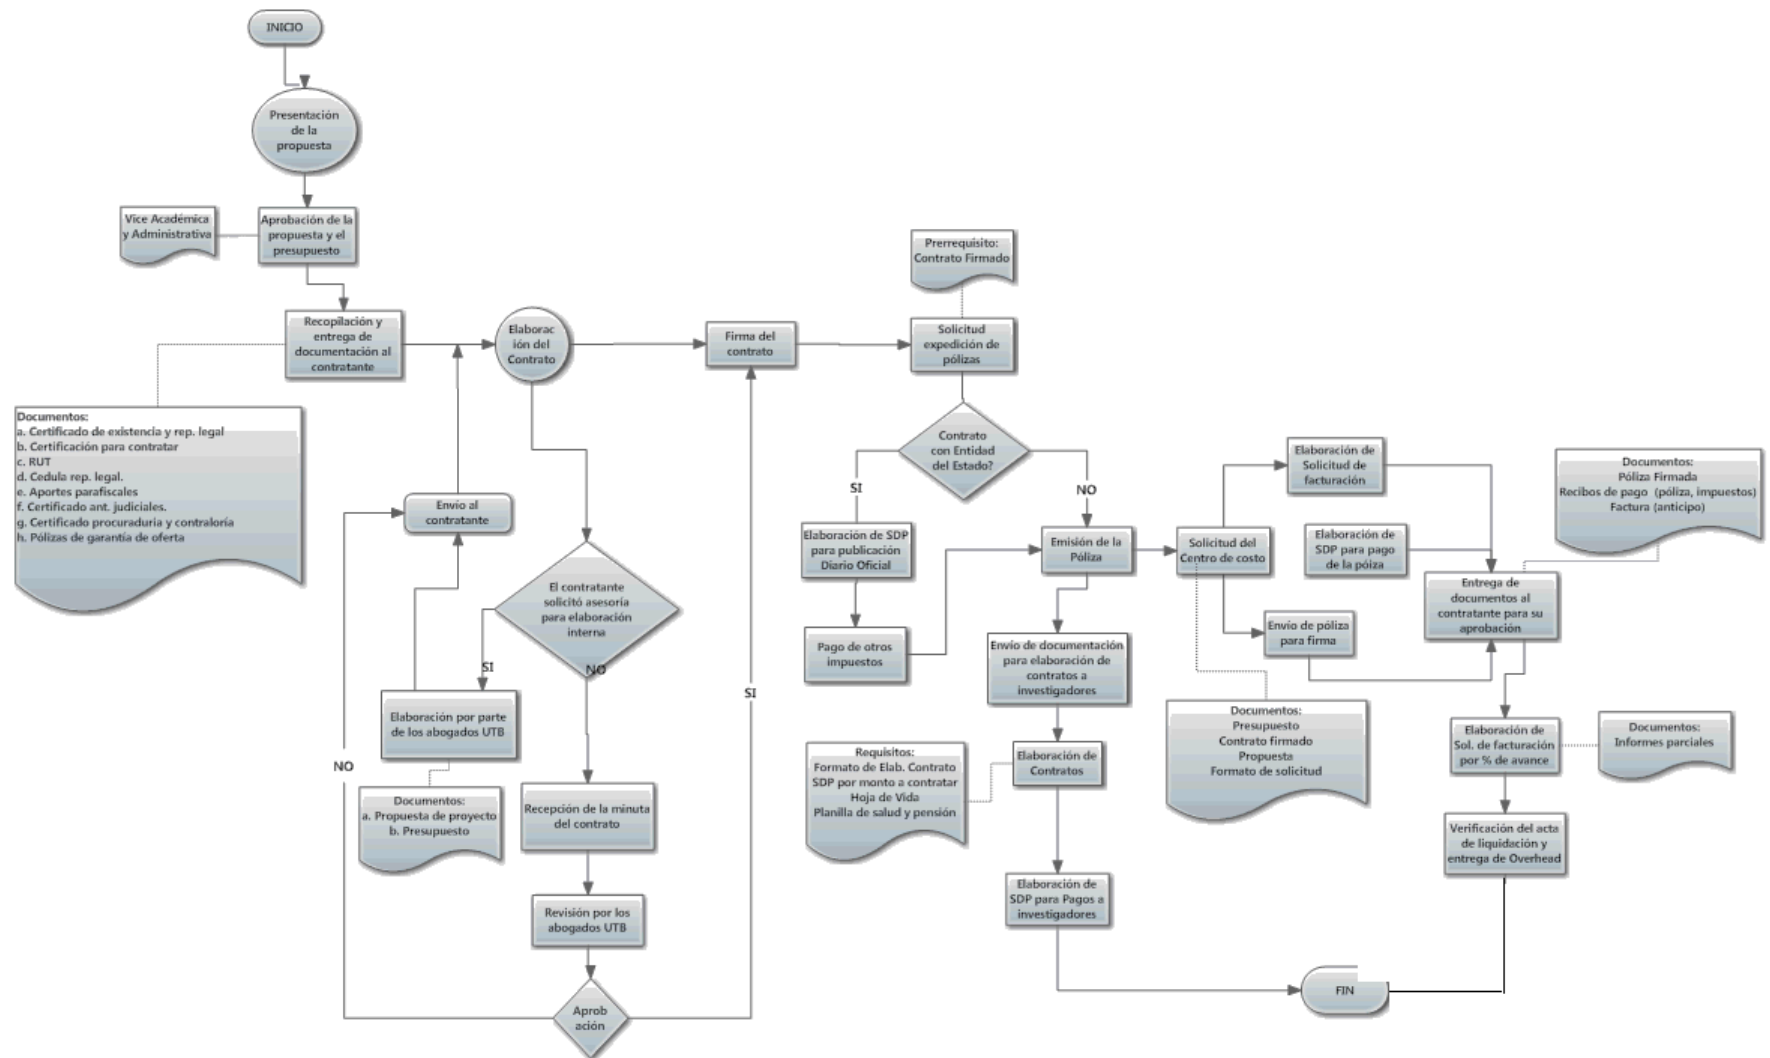 INICIO
Presentación
de la
propuesta
Vice Académica
y Administrativa
Aprobación de la
propuesta y el
presupuesto
Recopilación y
entrega de
documentación al
contratante
Documentos:
a. Certificado de existencia y rep. legal
b. Certificación para contratar
c. RUT
d. Cedula rep. legal.
e. Aportes parafiscales
f. Certificado ant. judiciales.
g. Certificado procuraduria y contraloría
h. Pólizas de garantía de oferta
Elaborac
ión del
Contrato
Envío al
contratante
El contratante
solicitó asesoría
para elaboración
interna
SI
NO
Elaboración por parte
de los abogados UTB
Documentos:
a. Propuesta de proyecto
b. Presupuesto
Recepción de la minuta
del contrato
Revisión por los
abogados UTB
Aprob
ación
NO
SI
Firma del
contrato
Prerrequisito:
Contrato Firmado
Solicitud
expedición de
pólizas
Contrato
con Entidad
del Estado?
SI
NO
Elaboración de SDP
para publicación
Diario Oficial
Pago de otros
impuestos
Emisión de la
Póliza
Envío de documentación
para elaboración de
contratos a
investigadores
Requisitos:
Formato de Elab. Contrato
SDP por monto a contratar
Hoja de Vida
Planilla de salud y pensión
Elaboración de
Contratos
Elaboración de
SDP para Pagos a
investigadores
Solicitud del
Centro de costo
Documentos:
Presupuesto
Contrato firmado
Propuesta
Formato de solicitud
Elaboración de
Solicitud de
facturación
Elaboración de
SDP para pago
de la póiza
Envío de póliza
para firma
Documentos:
Póliza Firmada
Recibos de pago (póliza, impuestos)
Factura (anticipo)
Entrega de
documentos al
contratante para su
aprobación
Elaboración de
Sol. de facturación
por % de avance
Documentos:
Informes parciales
Verificación del acta
de liquidación y
entrega de Overhead
FIN